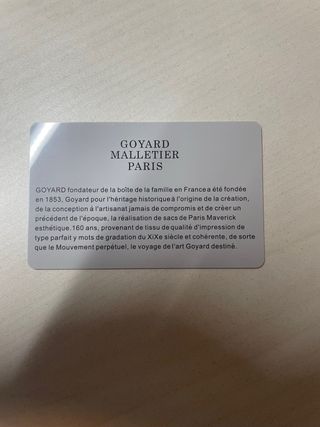 GOYARD
MALLETIER
PARIS
GOYARD fondateur de la boîte de la famille en France a été fondée
en 1853, Goyard pour l'héritage historique à l'origine de la création,
de la conception à l'artisanat jamais de compromis et de créer un
précédent de l'époque, la réalisation de sacs de Paris Maverick
esthétique.160 ans, provenant de tissu de qualité d'impression de
type parfait y mots de gradation du XiXe siècle et cohérente, de sorte
que le Mouvement perpétuel, le voyage de l'art Goyard destiné.